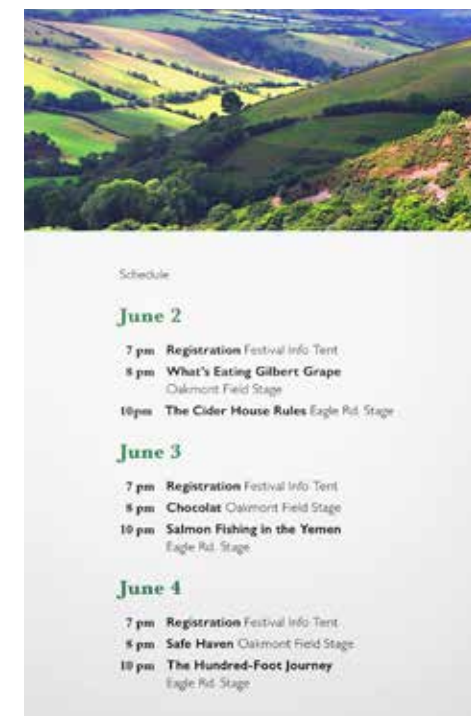 Schedule
June 2
7 pm Registration Festival Info Tent
8 pm What's Eating Gilbert Grape
Oakmont Field Stage
10pm The Cider House Rules Eagle Rd. Stage
June 3
7 pm Registration Festival Info Tent
8 pm Chocolat Oakmont Field Stage
10 pm Salmon Fishing in the Yemen
Eagle Rd. Stage
June 4
7 pm Registration Festival Info Tent
8 pm Safe Haven Oakmont Field Stage
10 pm The Hundred-Foot Journey
Eagle Rd. Stage